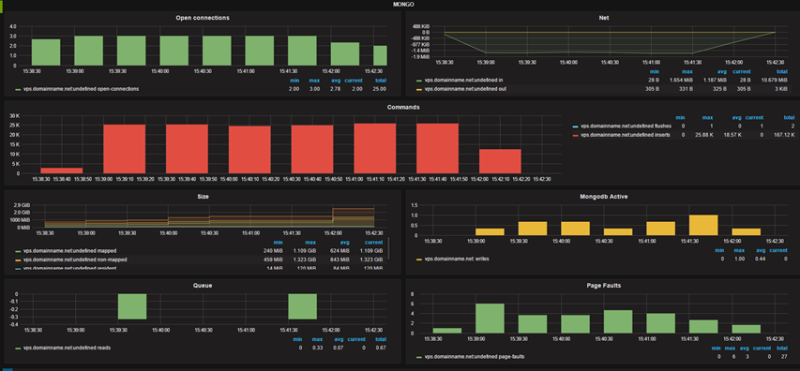 MONGO
Open connections
4.0
3.0
2.0
1.0
0
15:38:30 15:39:00 15:39:30 15:40:00 15:40:30 15:41:00 15:41:30 15:42:00 15:42:30
min max avg current total
vps.domainname.net:undefined open-connections 2.00 3.00 2.78 2.00 25.00
Net
488 KiB
0 B
-488 KiB
-977 KiB
-1.4 MiB
-1.9 MiB
15:38:30 15:39:00 15:39:30 15:40:00 15:40:30 15:41:00 15:41:30 15:42:00 15:42:30
min max avg current total
vps.domainname.net:undefined in 28 B 1.654 MiB 1.187 MiB 28 B 10.679 MiB
vps.domainname.net:undefined out 305 B 331 B 325 B 305 B 3 KiB
Commands
30 K
25 K
20 K
15 K
10 K
5 K
0
15:38:30 15:38:40 15:38:50 15:39:00 15:39:10 15:39:20 15:39:30 15:39:40 15:39:50 15:40:00 15:40:10 15:40:20 15:40:30 15:40:40 15:40:50 15:41:00 15:41:10 15:41:20 15:41:30 15:41:40 15:41:50 15:42:00 15:42:10 15:42:20 15:42:30
min max avg current total
vps.domainname.net:undefined flushes 0 1 0 1 2
vps.domainname.net:undefined inserts 0 25.88 K 18.57 K 0 167.12 K
Size
2.9 GiB
2.0 GiB
1000 MiB
0 MiB
15:38:30 15:39:00 15:39:30 15:40:00 15:40:30 15:41:00 15:41:30 15:42:00 15:42:30
min max avg current
vps.domainname.net:undefined mapped 240 MiB 1.109 GiB 624 MiB 1.109 GiB
vps.domainname.net:undefined non-mapped 459 MiB 1.323 GiB 843 MiB 1.323 GiB
vps.domainname.net:undefined resident 14 MiB 120 MiB 84 MiB 120 MiB
Mongodb Active
1.5
1.0
0.5
0
15:38:30 15:39:00 15:39:30 15:40:00 15:40:30 15:41:00 15:41:30 15:42:00 15:42:30
min max avg current
vps.domainname.net: writes 0 1.00 0.44 0
Queue
0
-0.1
-0.2
-0.3
-0.4
15:38:30 15:39:00 15:39:30 15:40:00 15:40:30 15:41:00 15:41:30 15:42:00 15:42:30
min max avg current total
vps.domainname.net:undefined reads 0 0.33 0.07 0 0.67
Page Faults
8
6
4
2
0
15:38:30 15:39:00 15:39:30 15:40:00 15:40:30 15:41:00 15:41:30 15:42:00 15:42:30
min max avg current total
vps.domainname.net:undefined page-faults 0 6 3 0 27